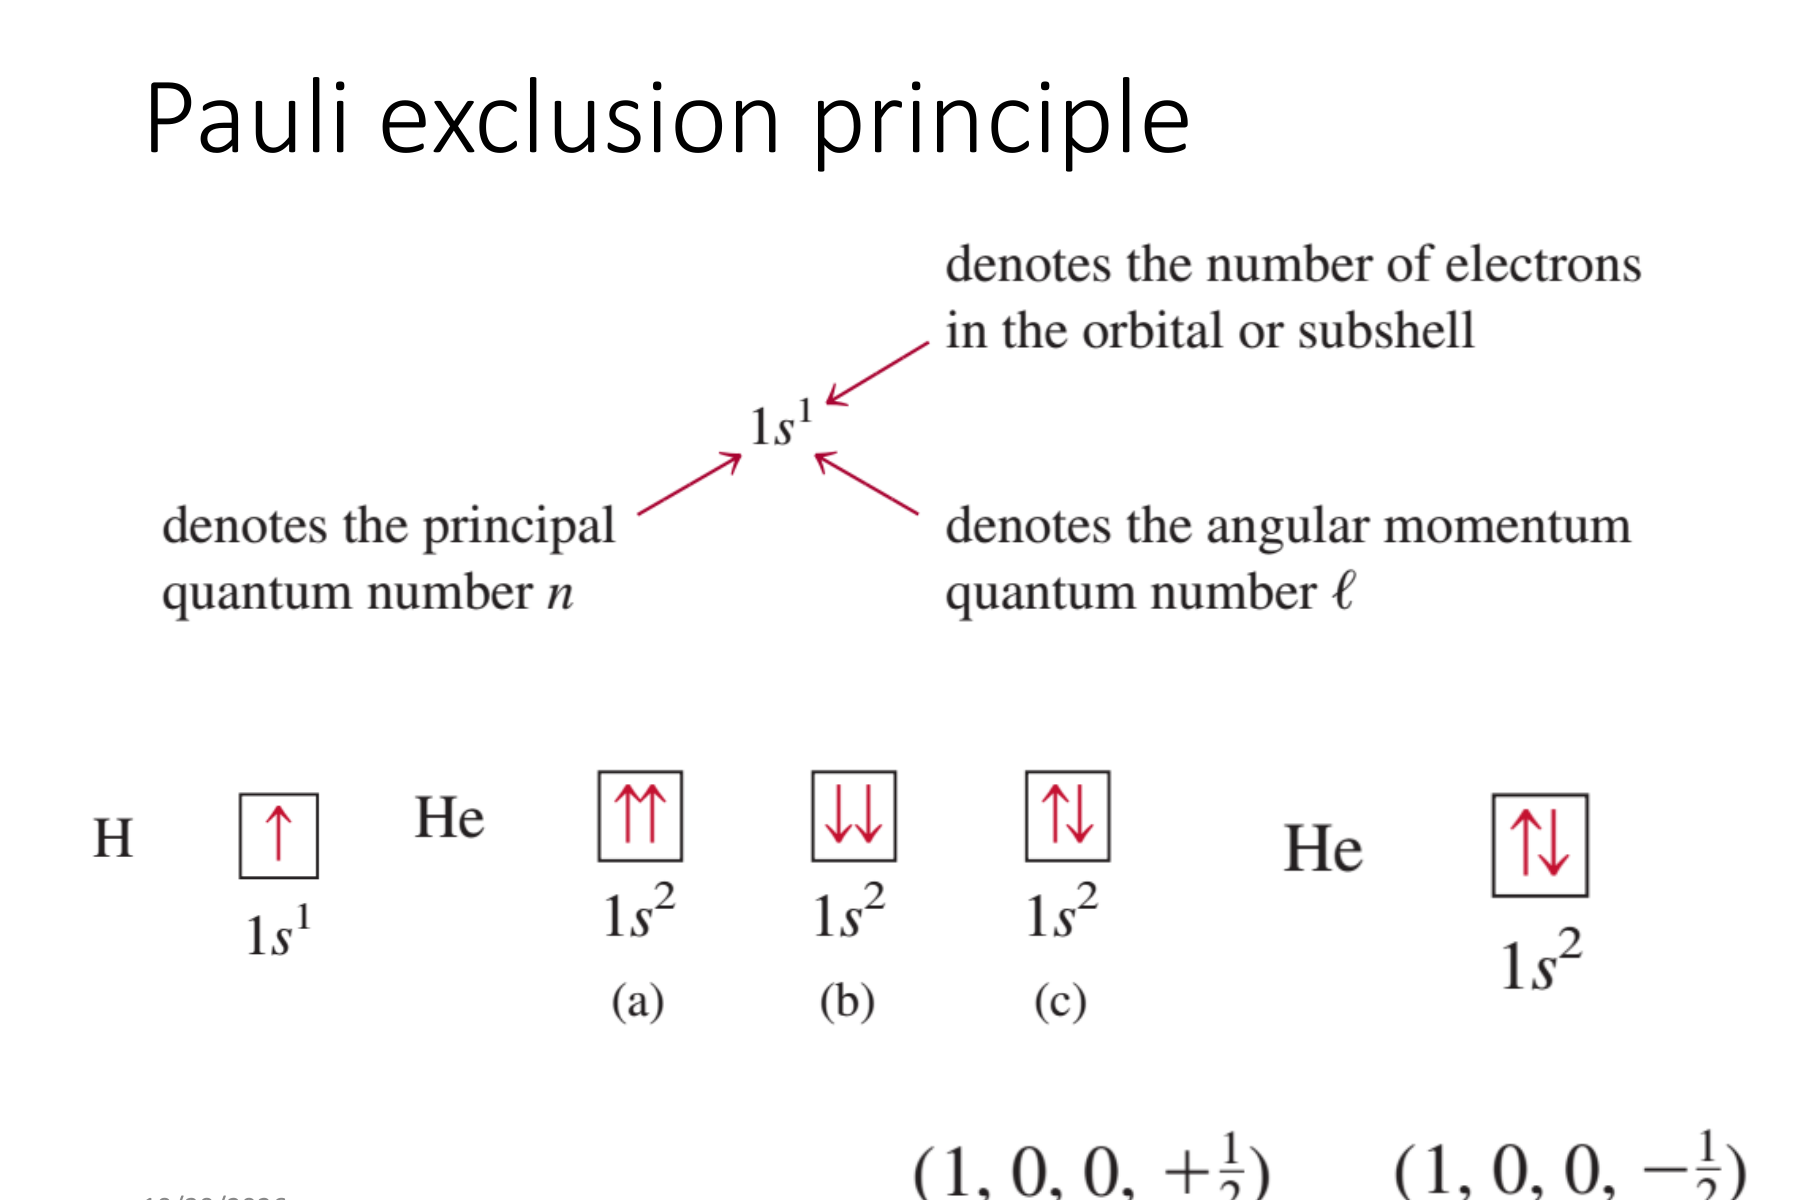 Pauli exclusion principle
denotes the number of electrons
in the orbital or subshell
1s¹
denotes the principal
quantum number n
denotes the angular momentum
quantum number ℓ
H
He
He
1s¹
1s²
1s²
1s²
1s²
(a)
(b)
(c)
(1, 0, 0, +½)
(1, 0, 0, −½)